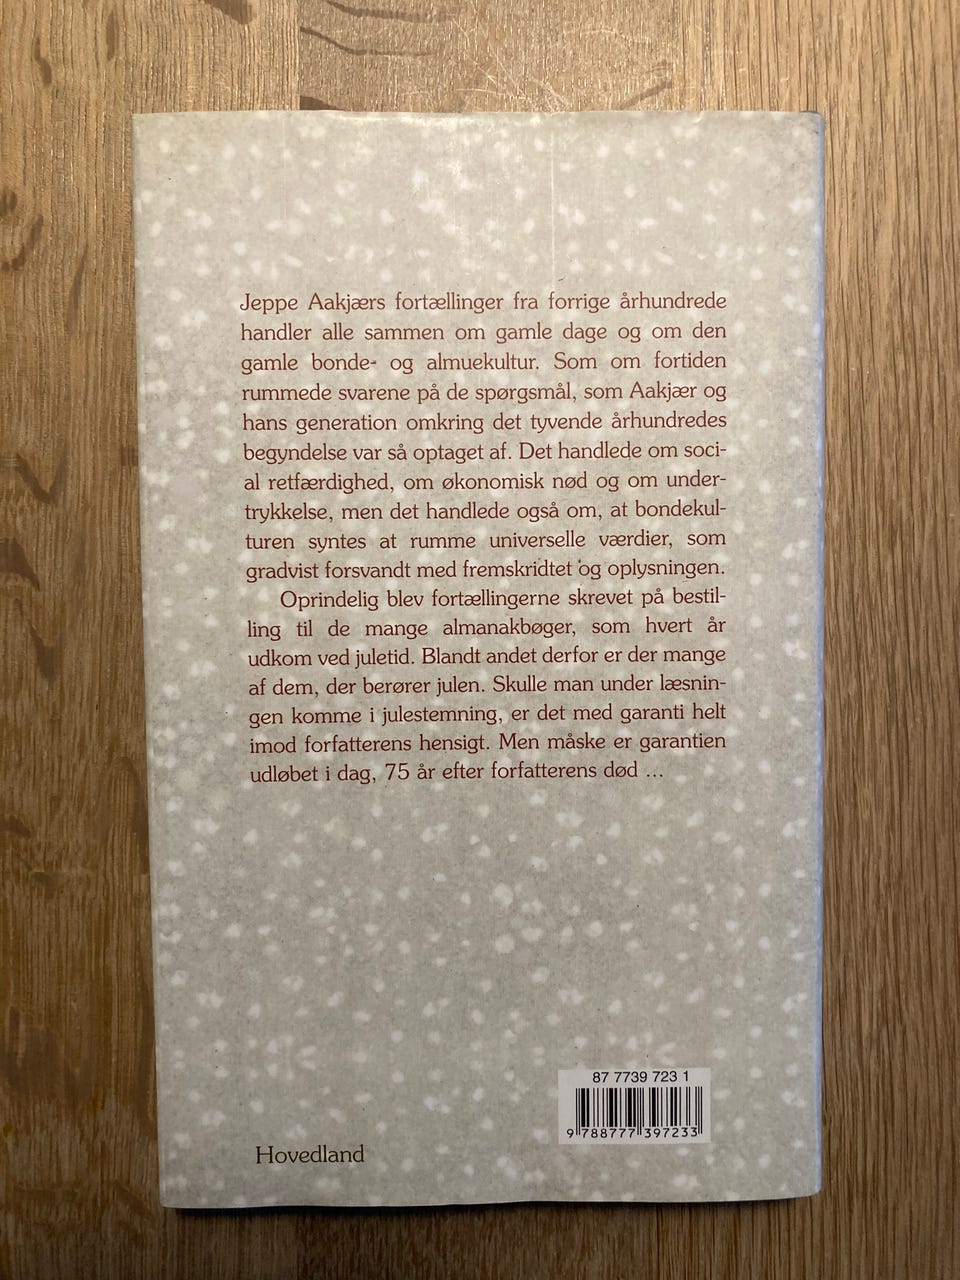 Jeppe Aakjærs fortællinger fra forrige århundrede
handler alle sammen om gamle dage og om den
gamle bonde- og almuekultur. Som om fortiden
rummede svarene på de spørgsmål, som Aakjær og
hans generation omkring det tyvende århundredes
begyndelse var så optaget af. Det handlede om soci-
al retfærdighed, om økonomisk nød og om under-
trykkelse, men det handlede også om, at bondekul-
turen syntes at rumme universelle værdier, som
gradvist forsvandt med fremskridtet og oplysningen.
Oprindelig blev fortællingerne skrevet på bestil-
ling til de mange almanakbøger, som hvert år
udkom ved juletid. Blandt andet derfor er der mange
af dem, der berører julen. Skulle man under læsnin-
gen komme i julestemning, er det med garanti helt
imod forfatterens hensigt. Men måske er garantien
udløbet i dag, 75 år efter forfatterens død ...
87 7739 723 1
9 788777 397233
Hovedland